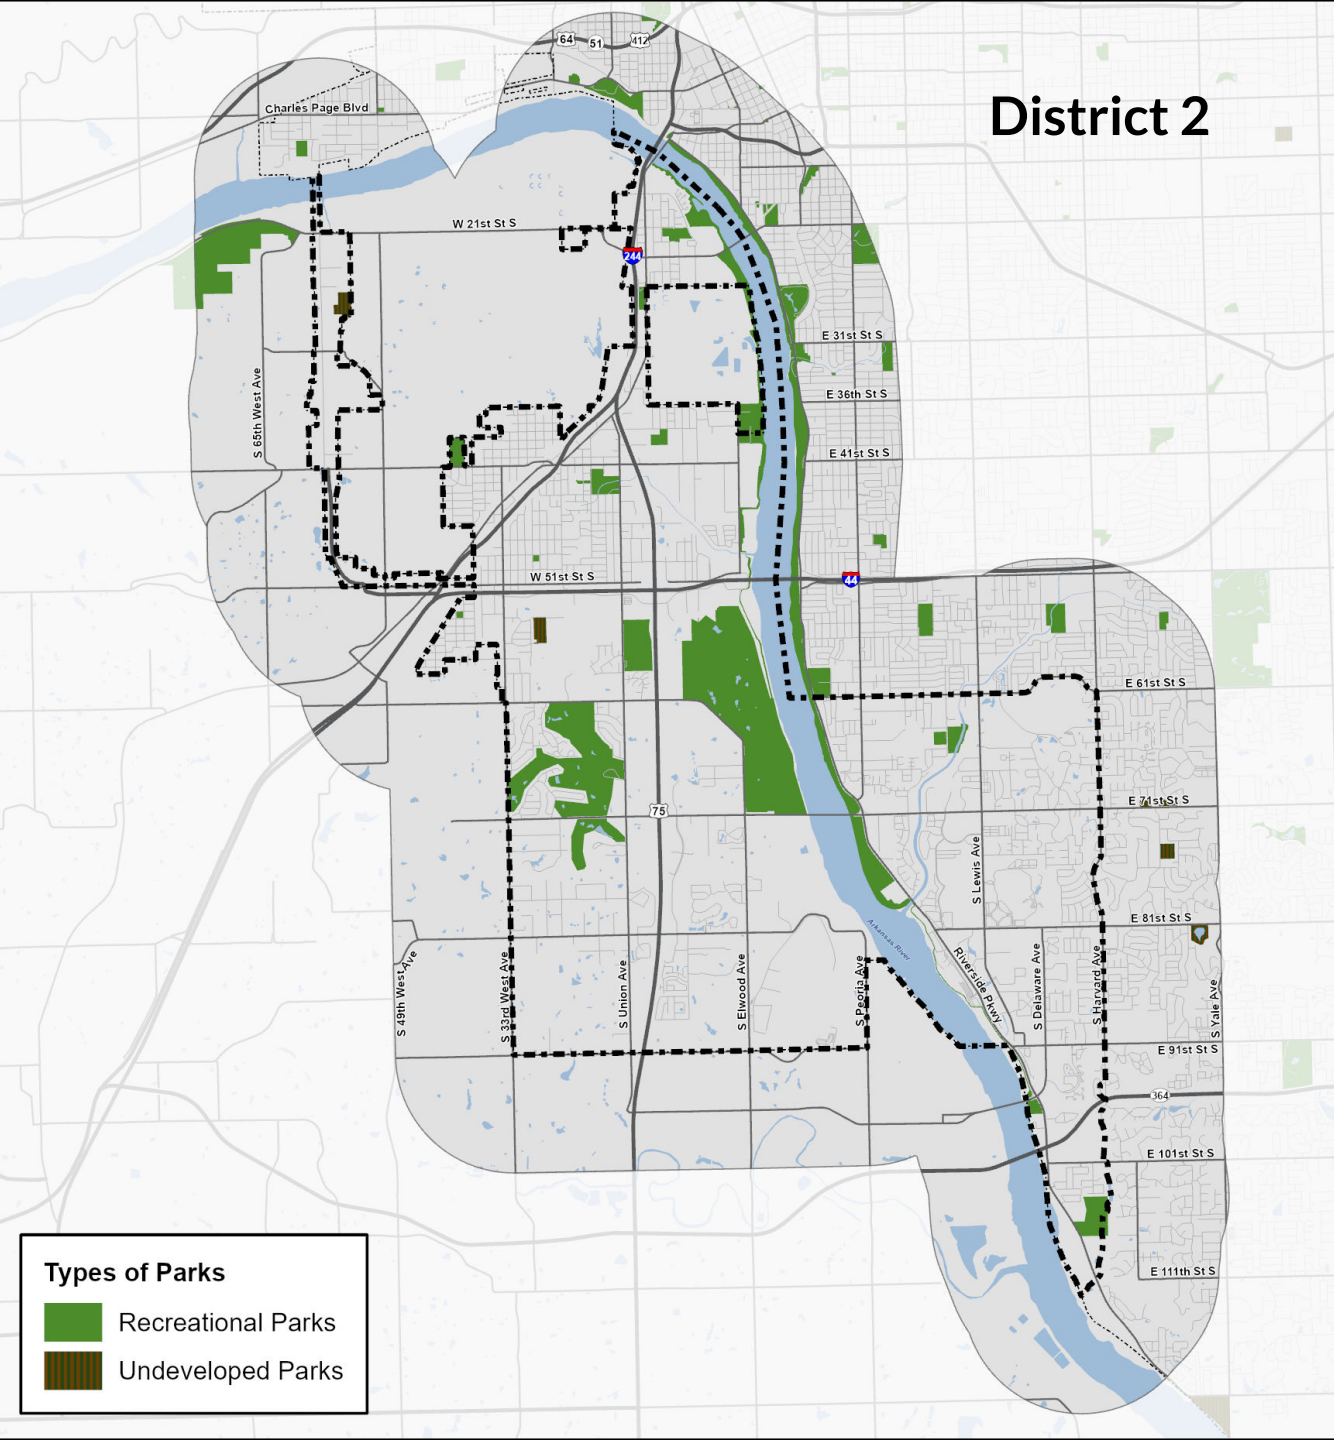 64
51
412
District 2
Charles Page Blvd
W 21st St S
244
E 31st St S
S 65th West Ave
E 36th St S
E 41st St S
W 51st St S
44
E 61st St S
75
E 71st St S
S Lewis Ave
E 81st St S
Arkansas River
S 49th West Ave
S 33rd West Ave
S Union Ave
S Elwood Ave
S Peoria Ave
Riverside Pkwy
S Delaware Ave
S Harvard Ave
S Yale Ave
E 91st St S
364
E 101st St S
E 111th St S
Types of Parks
Recreational Parks
Undeveloped Parks